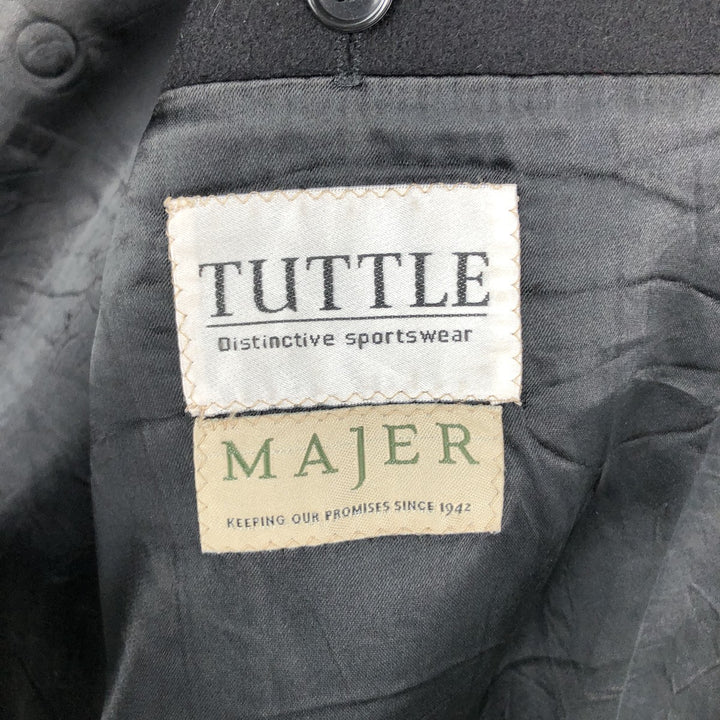 TUTTLE
Distinctive sportswear
MAJER
KEEPING OUR PROMISES SINCE 1942